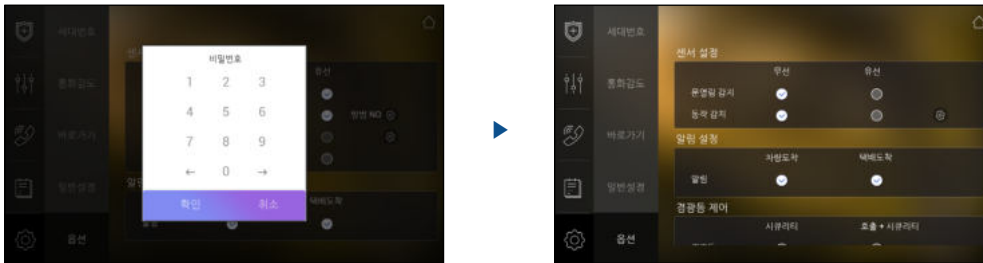 세대번호
통화감도
바로가기
일반설정
옵션
비밀번호
1 2 3
4 5 6
7 8 9
← 0 →
확인 취소
유선
방범 NO
택배도착
세대번호
통화감도
바로가기
일반설정
옵션
센서 설정
무선 유선
문열림 감지
동작 감지
알림 설정
차량도착 택배도착
알림
경광등 제어
시큐리티 호출 + 시큐리티